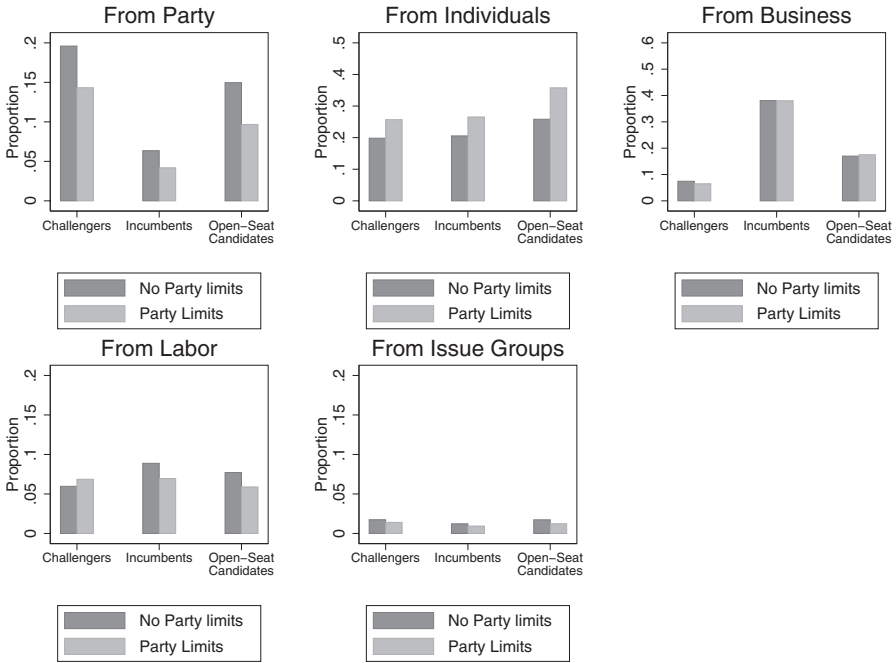 From Party
Proportion
.2
.15
.1
.05
0
Challengers
Incumbents
Open-Seat
Candidates
No Party limits
Party Limits
From Individuals
Proportion
.5
.4
.3
.2
.1
0
Challengers
Incumbents
Open-Seat
Candidates
No Party limits
Party Limits
From Business
Proportion
.6
.5
.4
.3
.2
.1
0
Challengers
Incumbents
Open-Seat
Candidates
No Party limits
Party Limits
From Labor
Proportion
.2
.15
.1
.05
0
Challengers
Incumbents
Open-Seat
Candidates
No Party limits
Party Limits
From Issue Groups
Proportion
.2
.15
.1
.05
0
Challengers
Incumbents
Open-Seat
Candidates
No Party limits
Party Limits